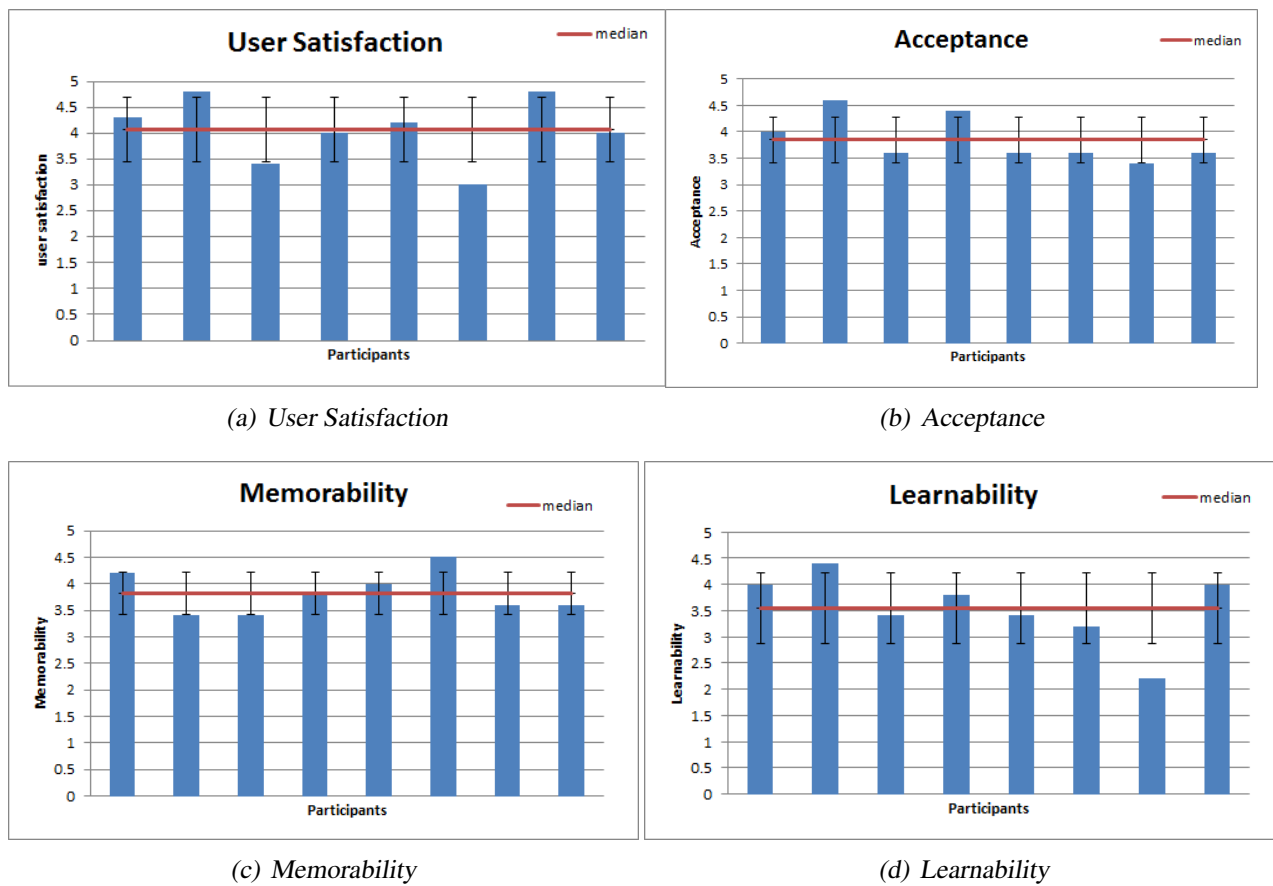 User Satisfaction
median
5
4.5
4
3.5
3
2.5
2
1.5
1
0.5
0
user satisfaction
Participants
(a) User Satisfaction
Acceptance
median
5
4.5
4
3.5
3
2.5
2
1.5
1
0.5
0
Acceptance
Participants
(b) Acceptance
Memorability
median
5
4.5
4
3.5
3
2.5
2
1.5
1
0.5
0
Memorability
Participants
(c) Memorability
Learnability
median
5
4.5
4
3.5
3
2.5
2
1.5
1
0.5
0
Learnability
Participants
(d) Learnability